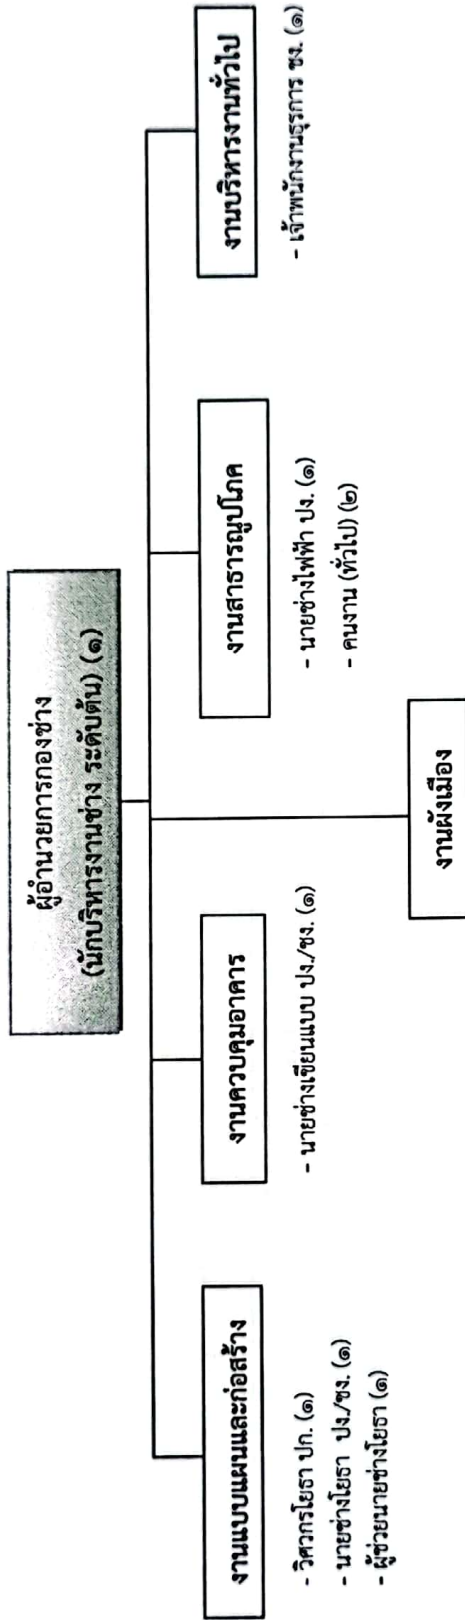 ผู้อำนวยการกองช่าง
(นักบริหารงานช่าง ระดับต้น) (๑)
งานแบบแผนและก่อสร้าง
- วิศวกรโยธา ปก. (๑)
- นายช่างโยธา ปง./ชง. (๑)
- ผู้ช่วยนายช่างโยธา (๑)
งานควบคุมอาคาร
- นายช่างเขียนแบบ ปง./ชง. (๑)
งานผังเมือง
งานสาธารณูปโภค
- นายช่างไฟฟ้า ปง. (๑)
- คนงาน (ทั่วไป) (๒)
งานบริหารงานทั่วไป
- เจ้าพนักงานธุรการ ชง. (๑)